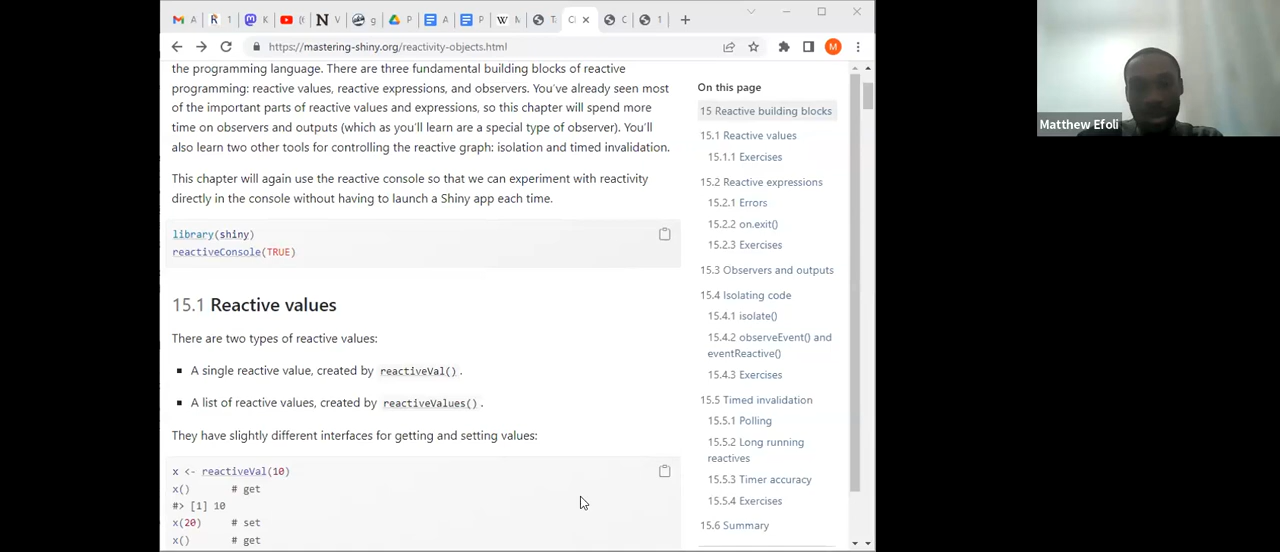 A
1
A
(6
V
g
P
A
P
M
T
C
C
1
https://mastering-shiny.org/reactivity-objects.html
M
the programming language. There are three fundamental building blocks of reactive
programming: reactive values, reactive expressions, and observers. You've already seen most
of the important parts of reactive values and expressions, so this chapter will spend more
time on observers and outputs (which as you'll learn are a special type of observer). You'll
also learn two other tools for controlling the reactive graph: isolation and timed invalidation.
This chapter will again use the reactive console so that we can experiment with reactivity
directly in the console without having to launch a Shiny app each time.
library(shiny)
reactiveConsole(TRUE)
15.1 Reactive values
There are two types of reactive values:
A single reactive value, created by reactiveVal().
A list of reactive values, created by reactiveValues().
They have slightly different interfaces for getting and setting values:
x <- reactiveVal(10)
x() # get
#> [1] 10
x(20) # set
x() # get
On this page
15 Reactive building blocks
15.1 Reactive values
15.1.1 Exercises
15.2 Reactive expressions
15.2.1 Errors
15.2.2 on.exit()
15.2.3 Exercises
15.3 Observers and outputs
15.4 Isolating code
15.4.1 isolate()
15.4.2 observeEvent() and
eventReactive()
15.4.3 Exercises
15.5 Timed invalidation
15.5.1 Polling
15.5.2 Long running
reactives
15.5.3 Timer accuracy
15.5.4 Exercises
15.6 Summary
Matthew Efoli